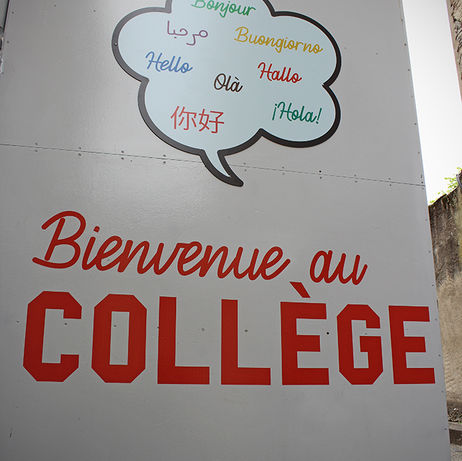 Bonjour
مرحبا
Buongiorno
Hello
Hallo
Olà
你好
¡Hola!
Bienvenue au
COLLÈGE